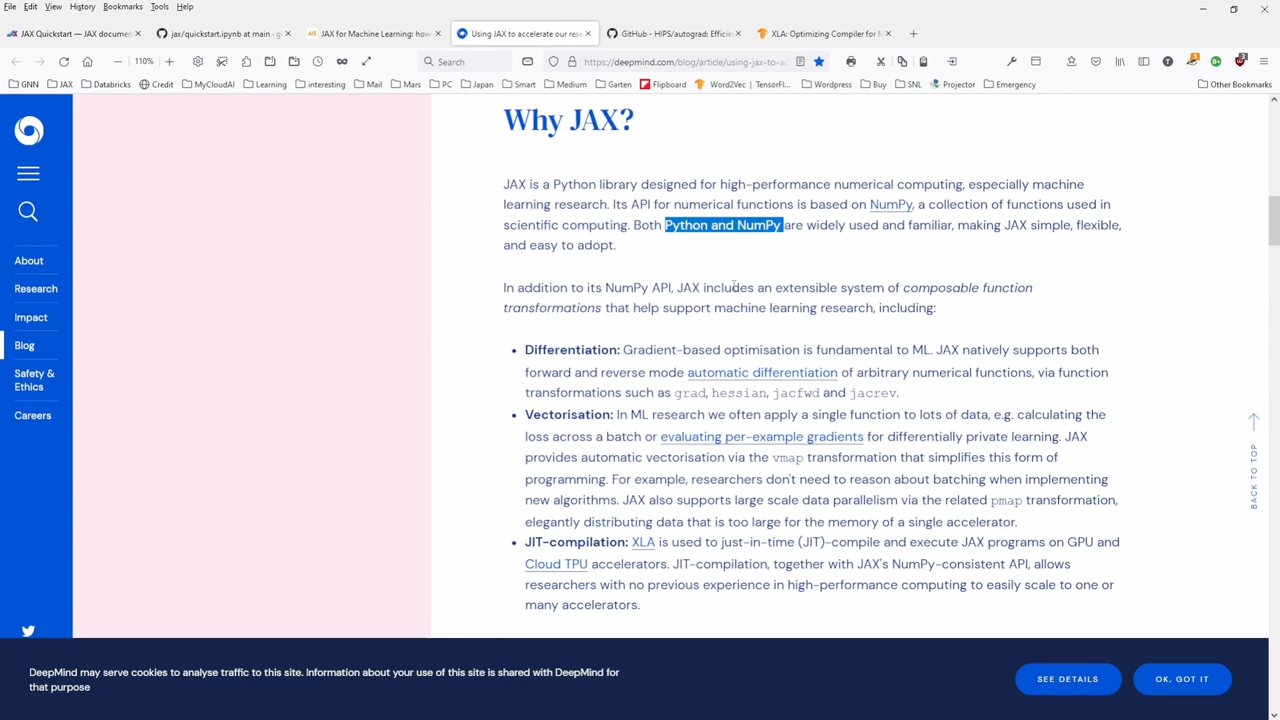 File Edit View History Bookmarks Tools Help
JAX Quickstart — JAX documen
jax/quickstart.ipynb at main · g
JAX for Machine Learning: how
Using JAX to accelerate our rese
GitHub - HIPS/autograd: Efficien
XLA: Optimizing Compiler for M
110%
Search
https://deepmind.com/blog/article/using-jax-to-ac
GNN JAX Databricks Credit MyCloudAI Learning interesting Mail Mars PC Japan Smart Medium Garten Flipboard Word2Vec | TensorFl... Wordpress Buy SNL Projector Emergency Other Bookmarks
About
Research
Impact
Blog
Safety &
Ethics
Careers
Why JAX?
JAX is a Python library designed for high-performance numerical computing, especially machine
learning research. Its API for numerical functions is based on NumPy, a collection of functions used in
scientific computing. Both Python and NumPy are widely used and familiar, making JAX simple, flexible,
and easy to adopt.
In addition to its NumPy API, JAX includes an extensible system of composable function
transformations that help support machine learning research, including:
• Differentiation: Gradient-based optimisation is fundamental to ML. JAX natively supports both
forward and reverse mode automatic differentiation of arbitrary numerical functions, via function
transformations such as grad, hessian, jacfwd and jacrev.
• Vectorisation: In ML research we often apply a single function to lots of data, e.g. calculating the
loss across a batch or evaluating per-example gradients for differentially private learning. JAX
provides automatic vectorisation via the vmap transformation that simplifies this form of
programming. For example, researchers don't need to reason about batching when implementing
new algorithms. JAX also supports large scale data parallelism via the related pmap transformation,
elegantly distributing data that is too large for the memory of a single accelerator.
• JIT-compilation: XLA is used to just-in-time (JIT)-compile and execute JAX programs on GPU and
Cloud TPU accelerators. JIT-compilation, together with JAX's NumPy-consistent API, allows
researchers with no previous experience in high-performance computing to easily scale to one or
many accelerators.
BACK TO TOP
DeepMind may serve cookies to analyse traffic to this site. Information about your use of this site is shared with DeepMind for
that purpose
SEE DETAILS
OK, GOT IT